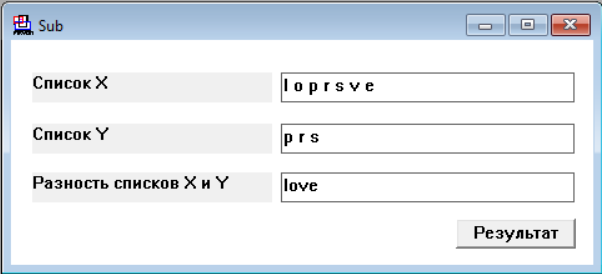 Sub
Список X
l o p r s v e
Список Y
p r s
Разность списков X и Y
love
Результат